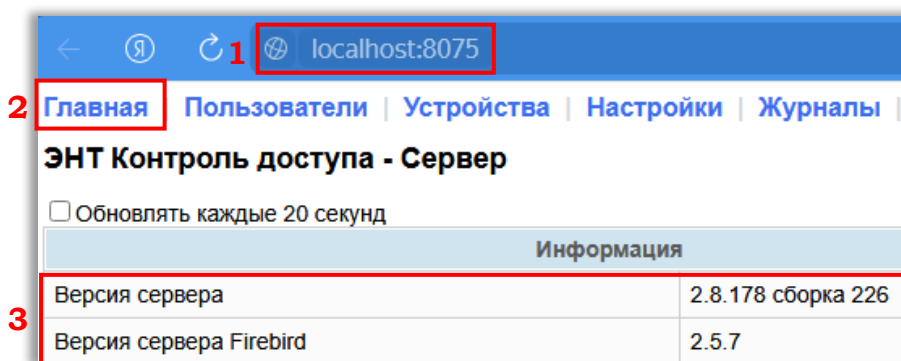 1 localhost:8075
2 Главная Пользователи | Устройства | Настройки | Журналы |
ЭНТ Контроль доступа - Сервер
Обновлять каждые 20 секунд
Информация
Версия сервера 2.8.178 сборка 226
3
Версия сервера Firebird 2.5.7